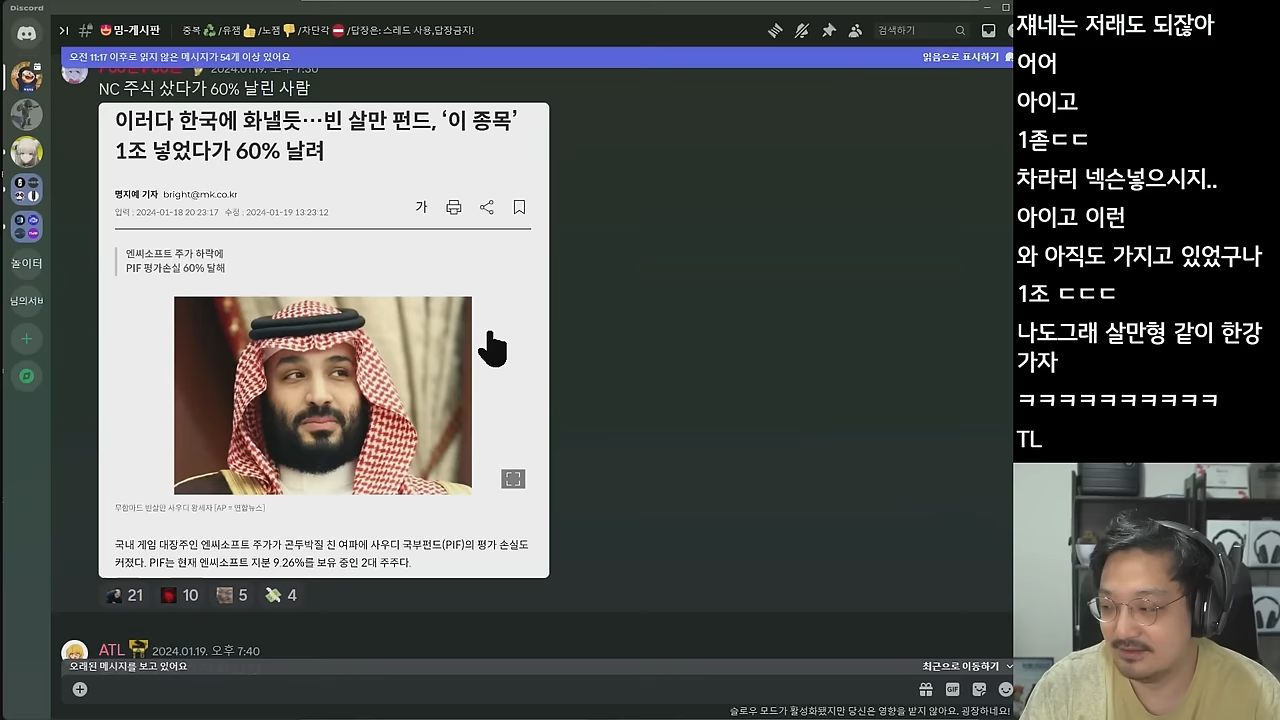 Discord
밈-게시판
중복 /유잼 /노잼 /차단각 /답장은: 스레드 사용,답장금지!
검색하기
오전 11:17 이후로 읽지 않은 메시지가 54개 이상 있어요
읽음으로 표시하기
2024.01.19. 오후 7:30
NC 주식 샀다가 60% 날린 사람
이러다 한국에 화낼듯…빈 살만 펀드, ‘이 종목’
1조 넣었다가 60% 날려
명지예 기자 bright@mk.co.kr
입력 : 2024-01-18 20:23:17 수정 : 2024-01-19 13:23:12
가
엔씨소프트 주가 하락에
PIF 평가손실 60% 달해
무함마드 빈살만 사우디 왕세자 [AP = 연합뉴스]
국내 게임 대장주인 엔씨소프트 주가가 곤두박질 친 여파에 사우디 국부펀드(PIF)의 평가 손실도
커졌다. PIF는 현재 엔씨소프트 지분 9.26%를 보유 중인 2대 주주다.
21 10 5 4
ATL 2024.01.19. 오후 7:40
오래된 메시지를 보고 있어요
최근으로 이동하기
GIF
슬로우 모드가 활성화됐지만 당신은 영향을 받지 않아요. 굉장하네요!
놀이터
님의서버
쟤네는 저래도 되잖아
어어
아이고
1졷ㄷㄷ
차라리 넥슨넣으시지..
아이고 이런
와 아직도 가지고 있었구나
1조 ㄷㄷㄷ
나도그래 살만형 같이 한강
가자
ㅋㅋㅋㅋㅋㅋㅋㅋㅋㅋ
TL